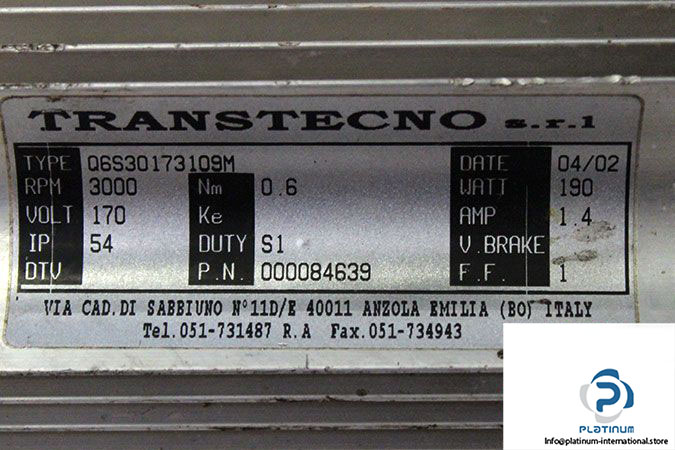 TRANSTECNO s.r.l
TYPE Q6S30173109M DATE 04/02
RPM 3000 Nm 0.6 WATT 190
VOLT 170 Ke AMP 1.4
IP 54 DUTY S1 V.BRAKE
DTV P.N. 000084639 F.F. 1
VIA CAD.DI SABBIUNO N°11D/E 40011 ANZOLA EMILIA (BO) ITALY
Tel.051-731487 R.A Fax.051-734943
PLATINUM
Info@platinum-international.store